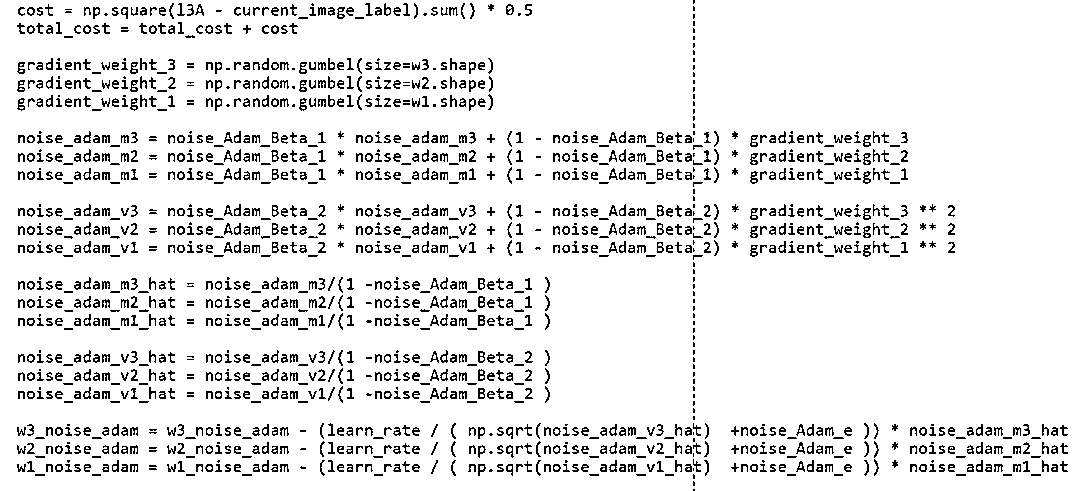 cost = np.square(l3A - current_image_label).sum() * 0.5
total_cost = total_cost + cost
gradient_weight_3 = np.random.gumbel(size=w3.shape)
gradient_weight_2 = np.random.gumbel(size=w2.shape)
gradient_weight_1 = np.random.gumbel(size=w1.shape)
noise_adam_m3 = noise_Adam_Beta_1 * noise_adam_m3 + (1 - noise_Adam_Beta_1) * gradient_weight_3
noise_adam_m2 = noise_Adam_Beta_1 * noise_adam_m2 + (1 - noise_Adam_Beta_1) * gradient_weight_2
noise_adam_m1 = noise_Adam_Beta_1 * noise_adam_m1 + (1 - noise_Adam_Beta_1) * gradient_weight_1
noise_adam_v3 = noise_Adam_Beta_2 * noise_adam_v3 + (1 - noise_Adam_Beta_2) * gradient_weight_3 ** 2
noise_adam_v2 = noise_Adam_Beta_2 * noise_adam_v2 + (1 - noise_Adam_Beta_2) * gradient_weight_2 ** 2
noise_adam_v1 = noise_Adam_Beta_2 * noise_adam_v1 + (1 - noise_Adam_Beta_2) * gradient_weight_1 ** 2
noise_adam_m3_hat = noise_adam_m3/(1 -noise_Adam_Beta_1 )
noise_adam_m2_hat = noise_adam_m2/(1 -noise_Adam_Beta_1 )
noise_adam_m1_hat = noise_adam_m1/(1 -noise_Adam_Beta_1 )
noise_adam_v3_hat = noise_adam_v3/(1 -noise_Adam_Beta_2 )
noise_adam_v2_hat = noise_adam_v2/(1 -noise_Adam_Beta_2 )
noise_adam_v1_hat = noise_adam_v1/(1 -noise_Adam_Beta_2 )
w3_noise_adam = w3_noise_adam - (learn_rate / ( np.sqrt(noise_adam_v3_hat)  +noise_Adam_e )) * noise_adam_m3_hat
w2_noise_adam = w2_noise_adam - (learn_rate / ( np.sqrt(noise_adam_v2_hat)  +noise_Adam_e )) * noise_adam_m2_hat
w1_noise_adam = w1_noise_adam - (learn_rate / ( np.sqrt(noise_adam_v1_hat)  +noise_Adam_e )) * noise_adam_m1_hat